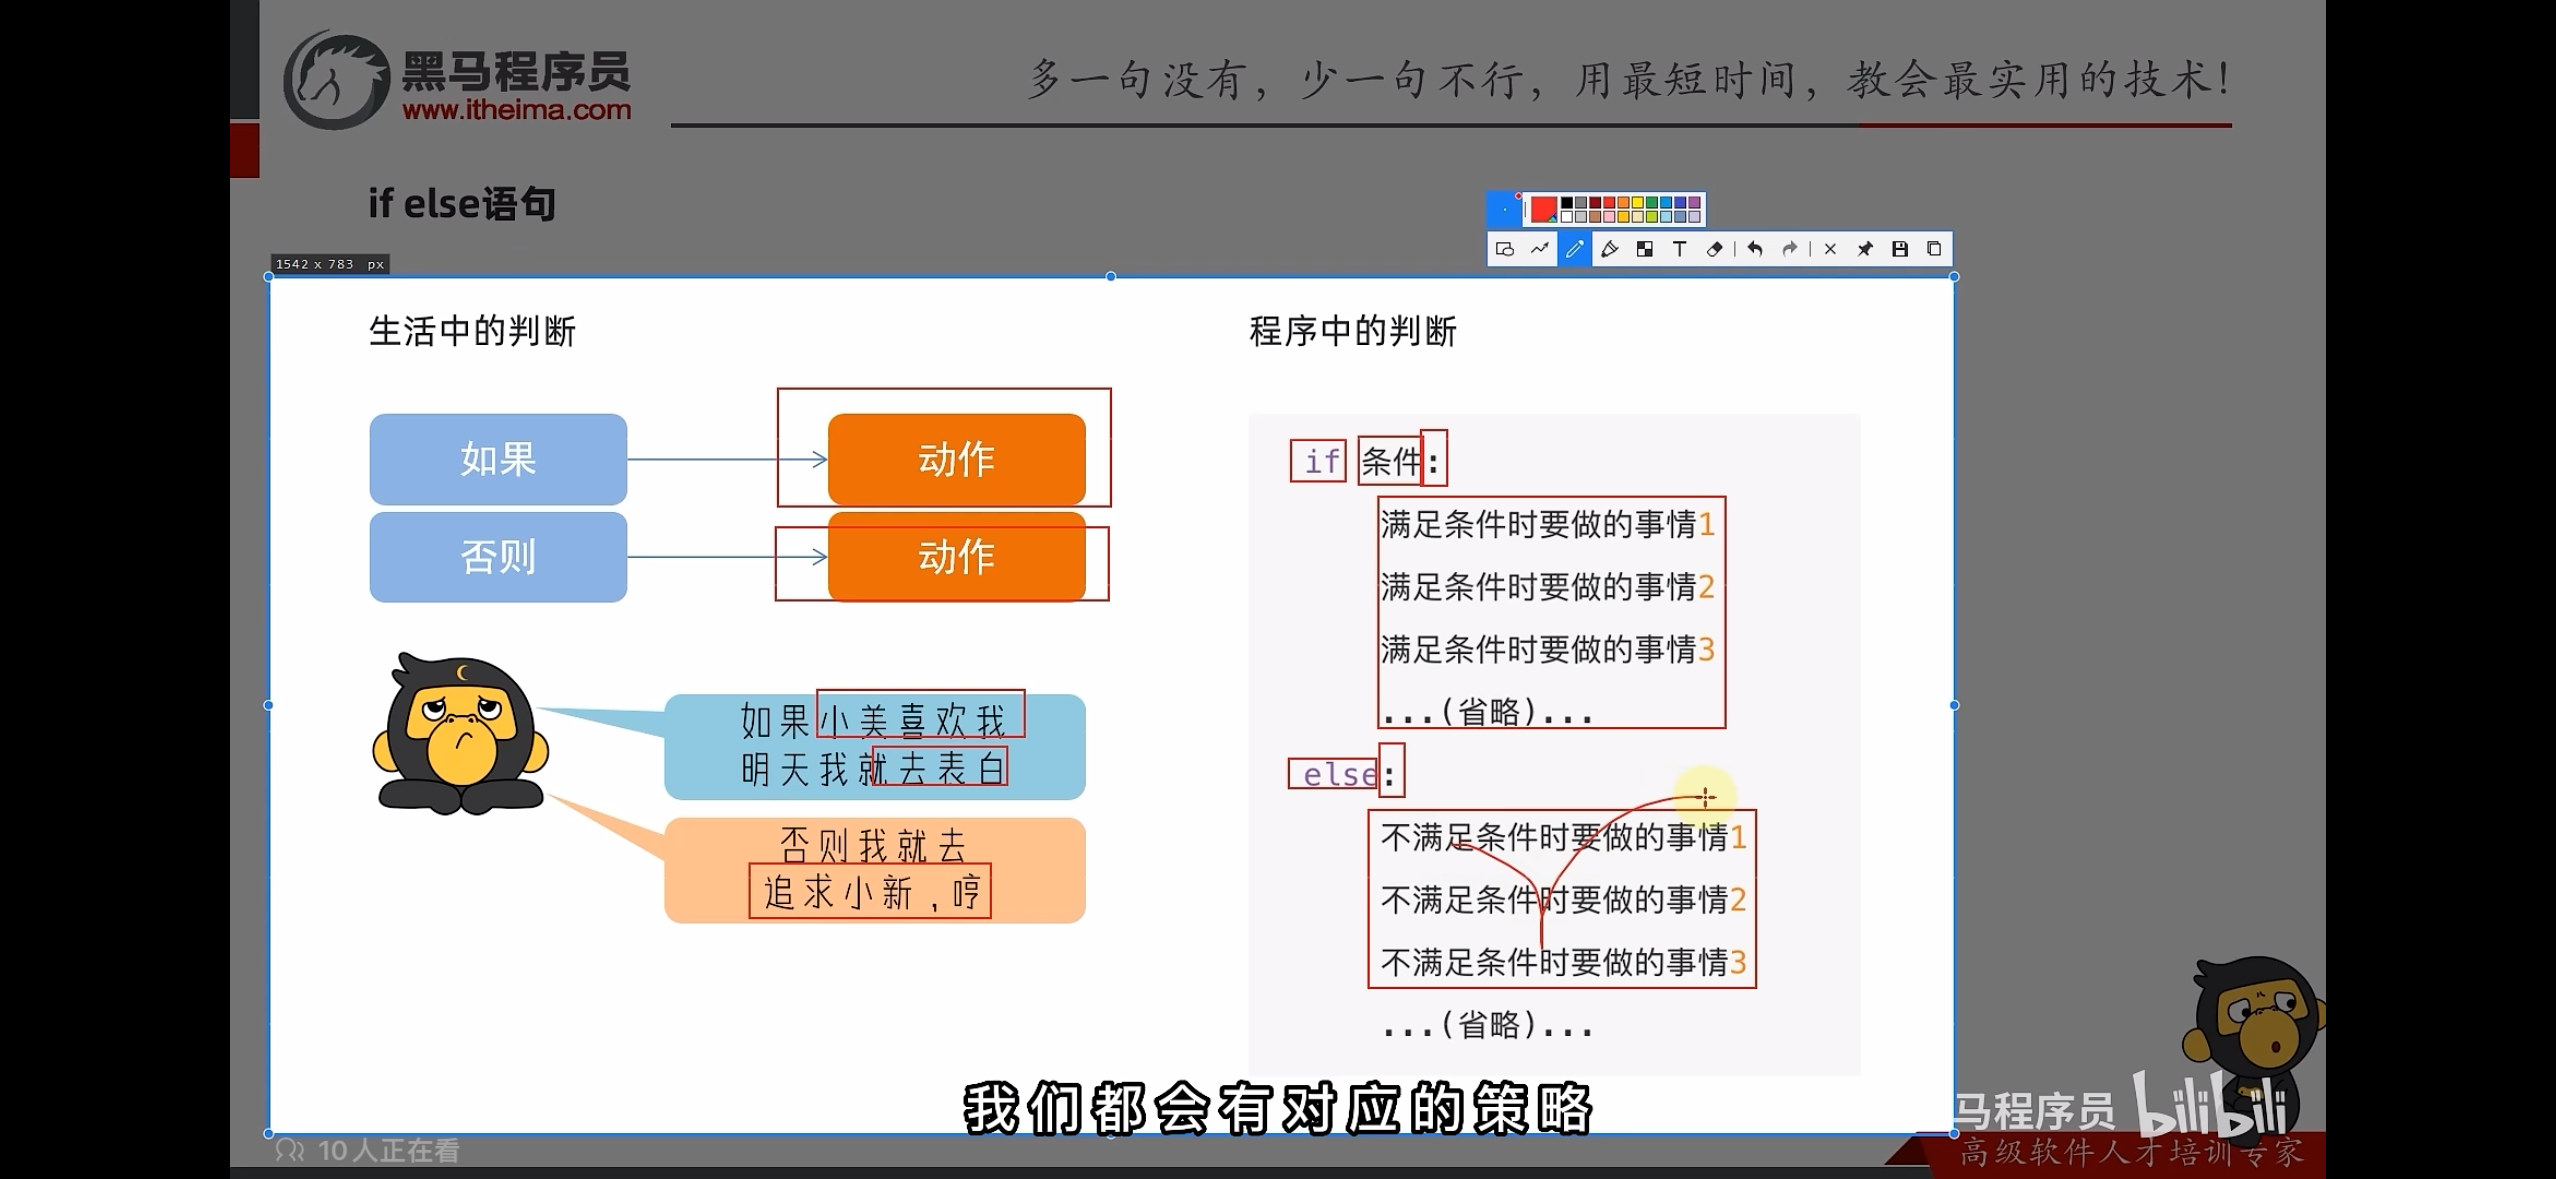 黑马程序员
www.itheima.com
多一句没有，少一句不行，用最短时间，教会最实用的技术！
if else语句
1542 x 783 px
T
生活中的判断
如果
动作
否则
动作
如果小美喜欢我
明天我就去表白
否则我就去
追求小新，哼
程序中的判断
if 条件:
满足条件时要做的事情1
满足条件时要做的事情2
满足条件时要做的事情3
...(省略)...
else:
不满足条件时要做的事情1
不满足条件时要做的事情2
不满足条件时要做的事情3
...(省略)...
我们都会有对应的策略
10人正在看
马程序员 bilibili
高级软件人才培训专家